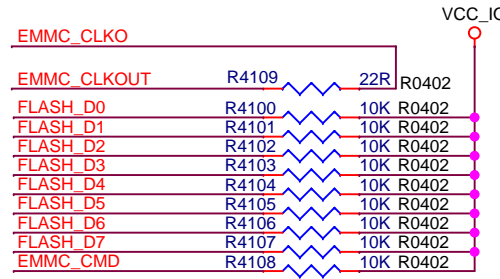 VCC_IO
EMMC_CLKO
EMMC_CLKOUT R4109 22R R0402
FLASH_D0 R4100 10K R0402
FLASH_D1 R4101 10K R0402
FLASH_D2 R4102 10K R0402
FLASH_D3 R4103 10K R0402
FLASH_D4 R4104 10K R0402
FLASH_D5 R4105 10K R0402
FLASH_D6 R4106 10K R0402
FLASH_D7 R4107 10K R0402
EMMC_CMD R4108 10K R0402